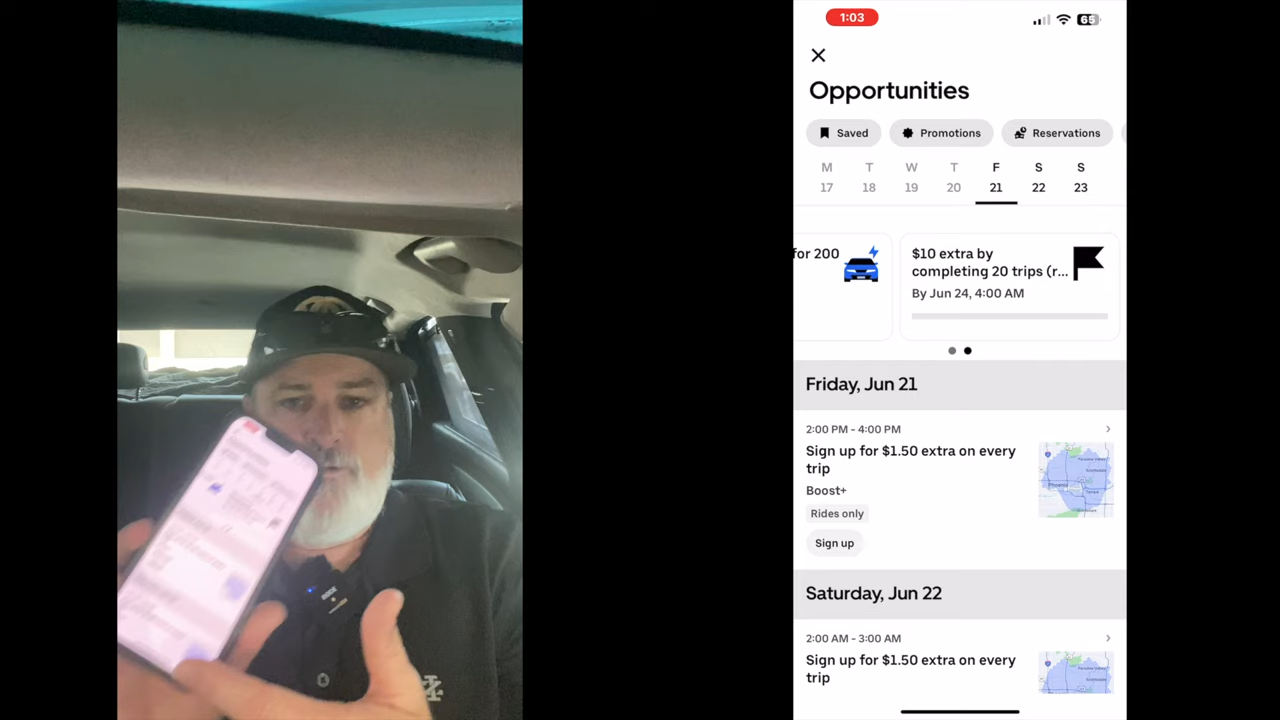 1:03
65
Opportunities
Saved
Promotions
Reservations
M T W T F S S
17 18 19 20 21 22 23
for 200
$10 extra by
completing 20 trips (r...
By Jun 24, 4:00 AM
Friday, Jun 21
2:00 PM - 4:00 PM
Sign up for $1.50 extra on every
trip
Boost+
Rides only
Sign up
Saturday, Jun 22
2:00 AM - 3:00 AM
Sign up for $1.50 extra on every
trip